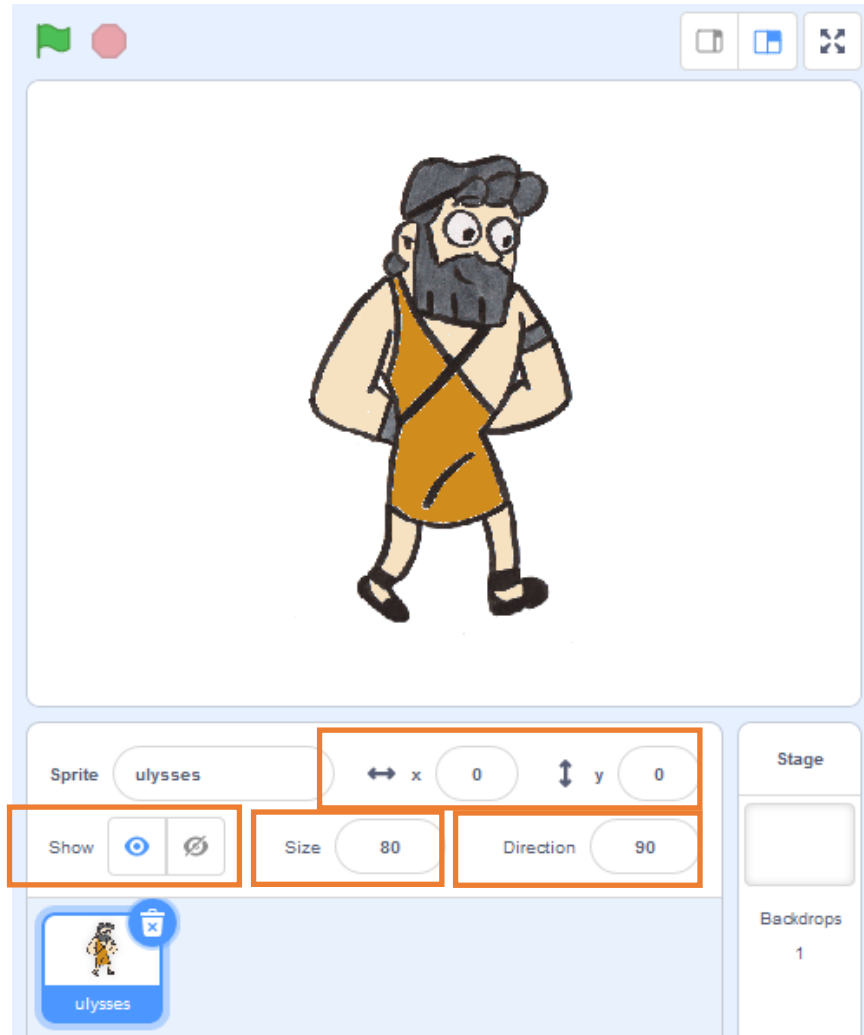 Sprite ulysses x 0 y 0
Stage
Show Size 80 Direction 90
Backdrops
1
ulysses